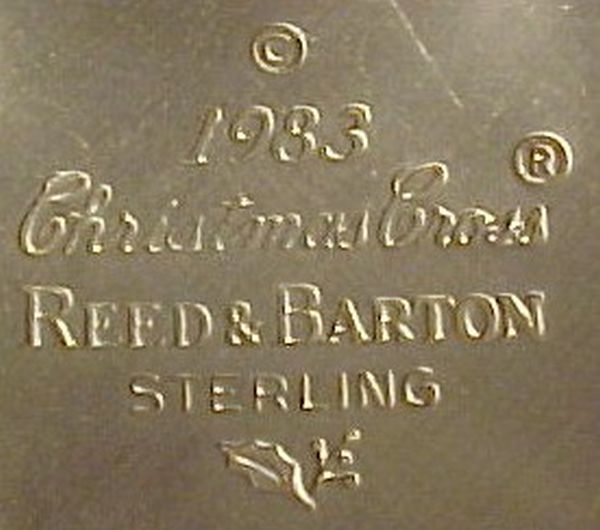 ©
1983
Christmas Cross ®
REED & BARTON
STERLING